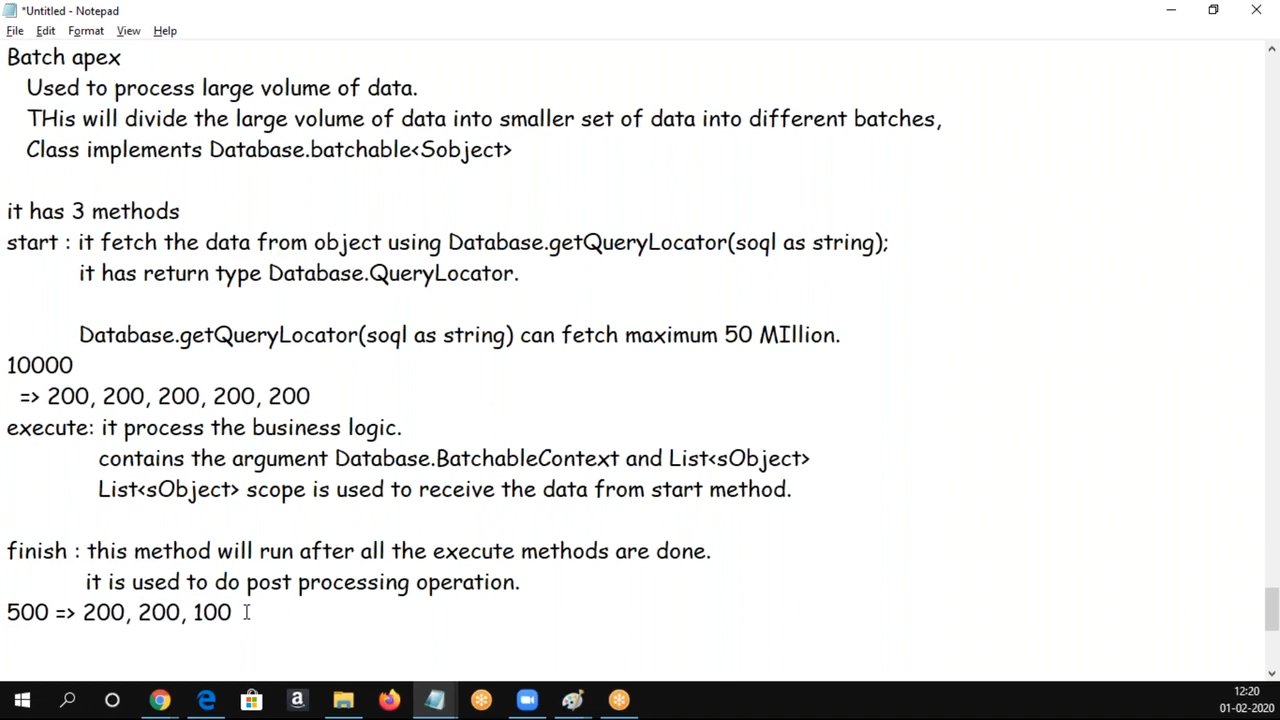 *Untitled - Notepad
File Edit Format View Help
Batch apex
Used to process large volume of data.
THis will divide the large volume of data into smaller set of data into different batches,
Class implements Database.batchable<Sobject>
it has 3 methods
start : it fetch the data from object using Database.getQueryLocator(soql as string);
it has return type Database.QueryLocator.
Database.getQueryLocator(soql as string) can fetch maximum 50 MIllion.
10000
=> 200, 200, 200, 200, 200
execute: it process the business logic.
contains the argument Database.BatchableContext and List<sObject>
List<sObject> scope is used to receive the data from start method.
finish : this method will run after all the execute methods are done.
it is used to do post processing operation.
500 => 200, 200, 100
12:20
01-02-2020